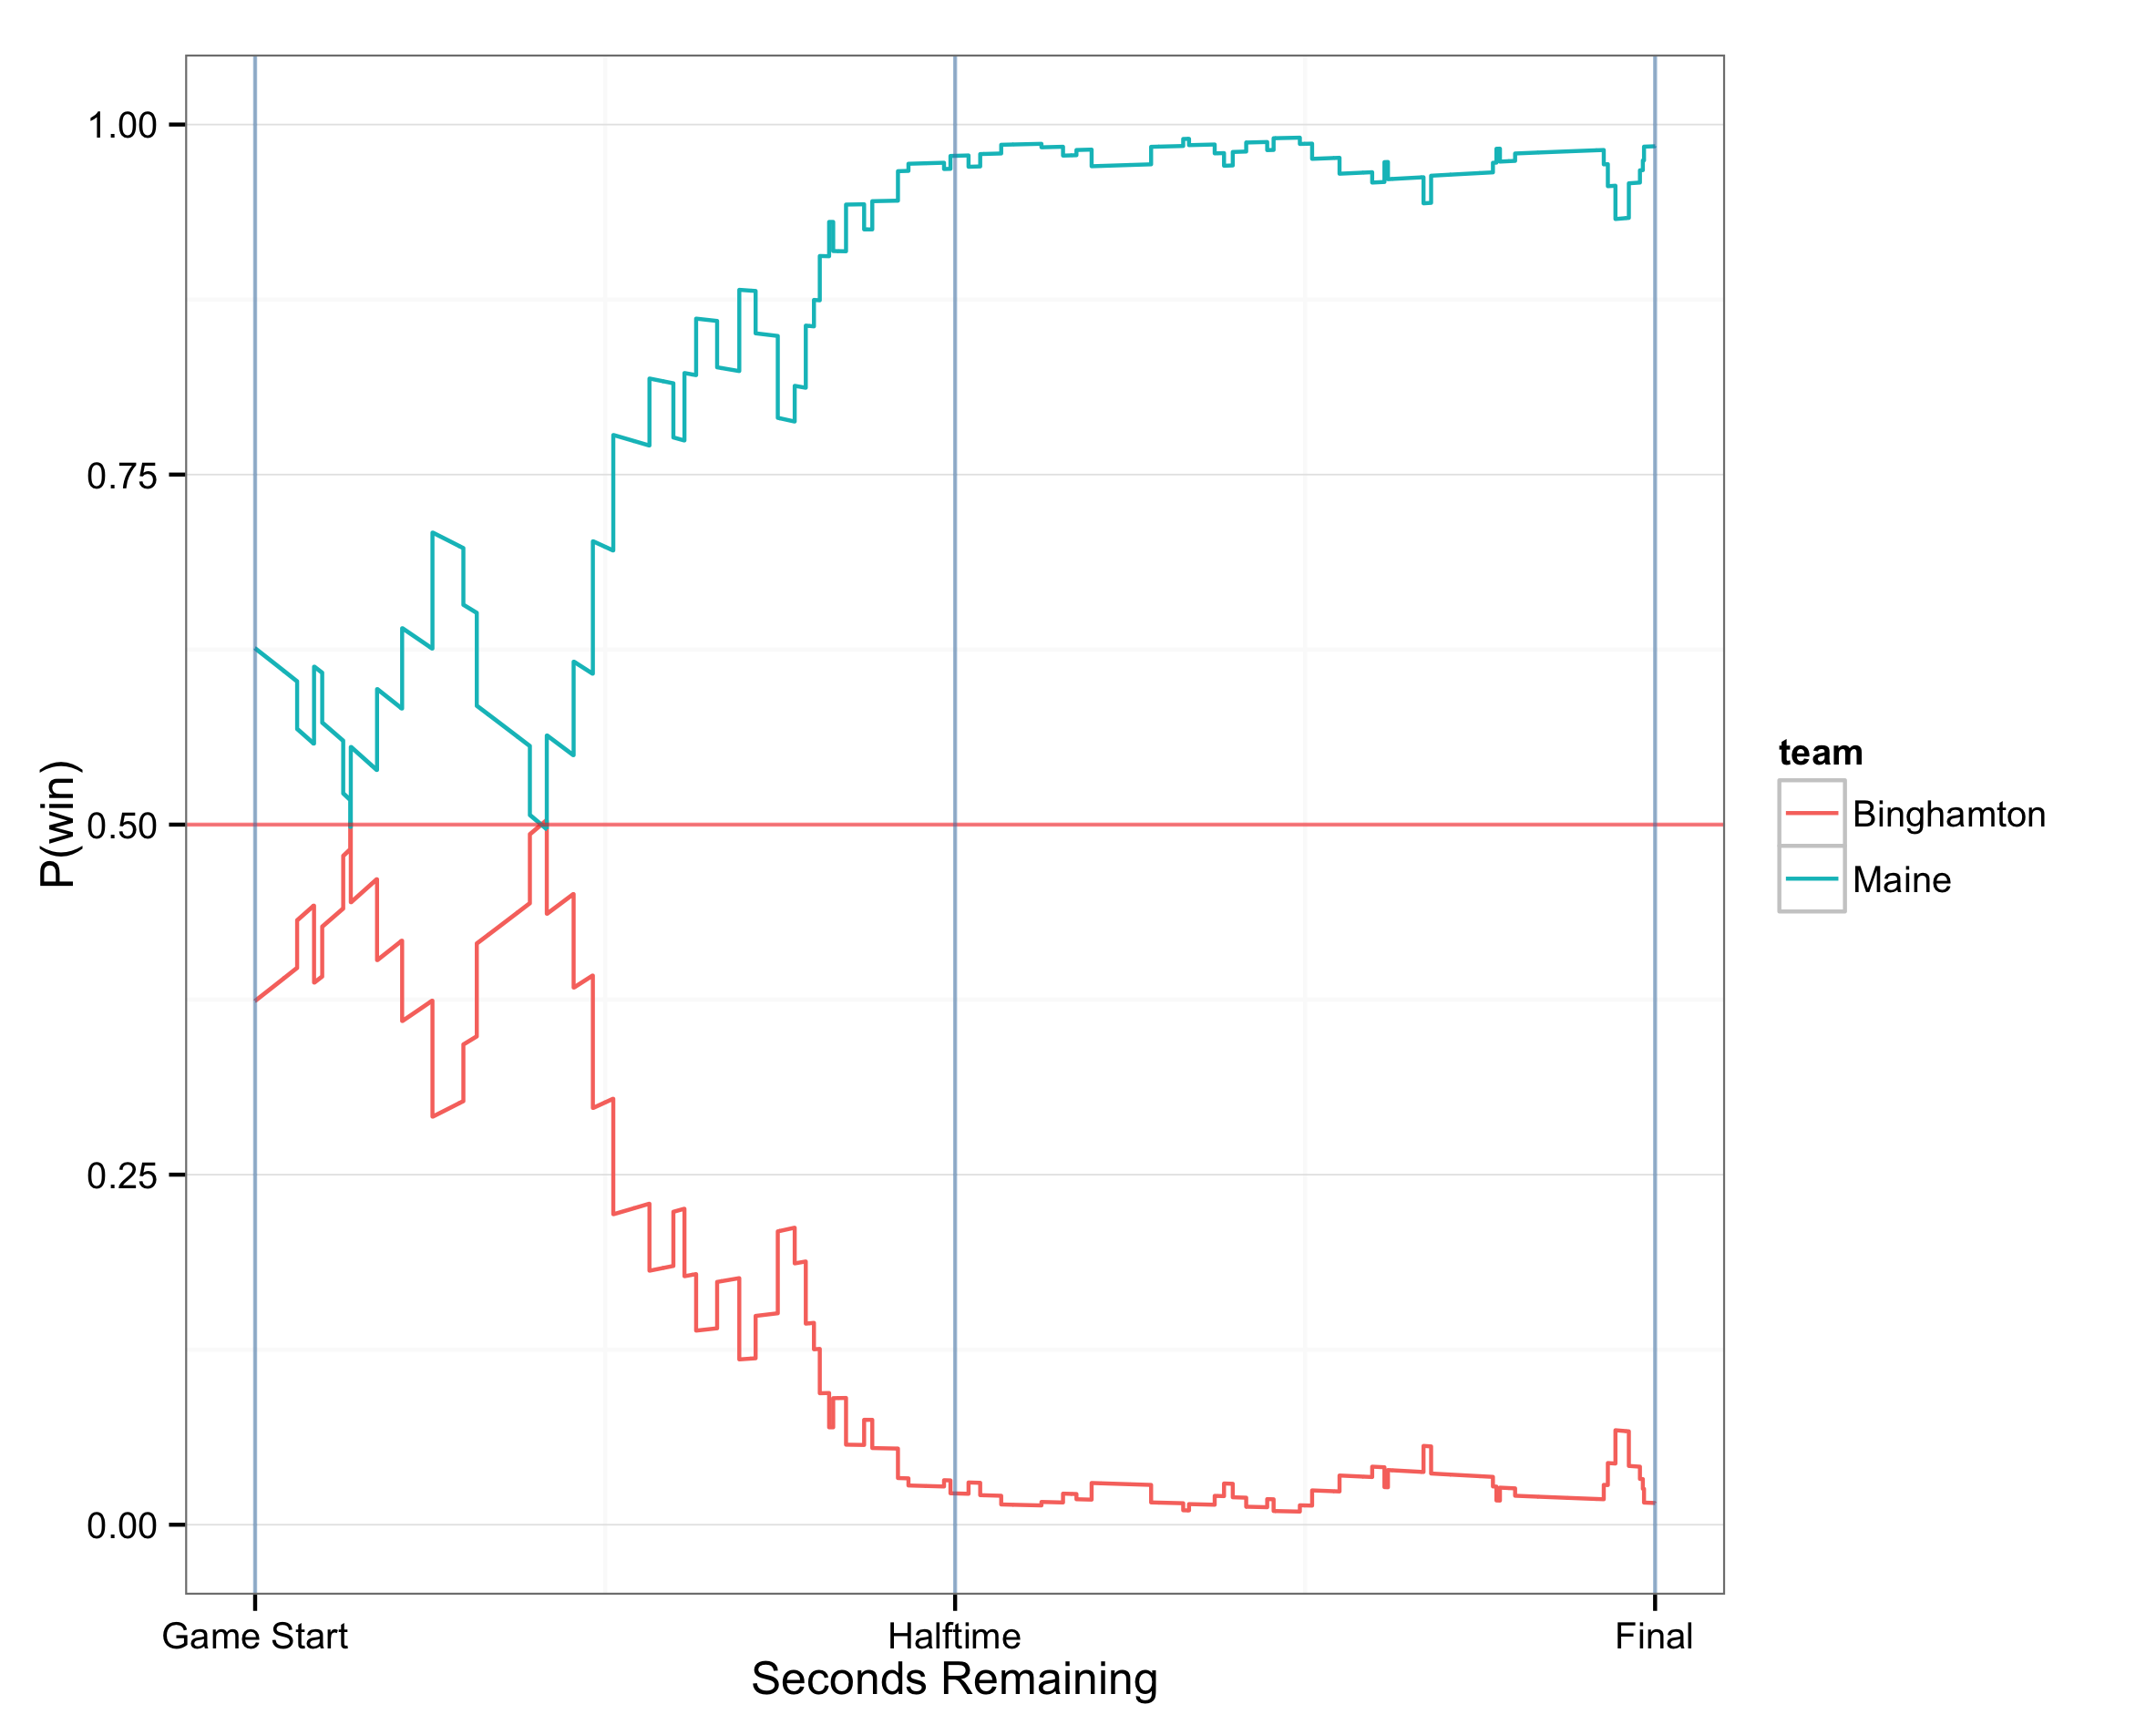 1.00
0.75
0.50
0.25
0.00
P(win)
Game Start
Halftime
Final
Seconds Remaining
team
Binghamton
Maine